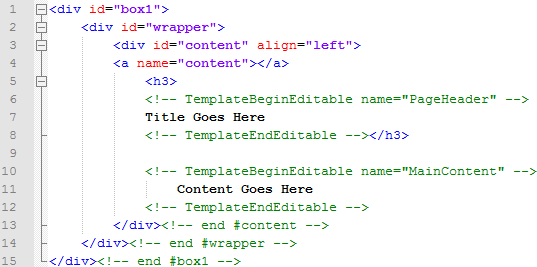 1 <div id="box1">
2 <div id="wrapper">
3 <div id="content" align="left">
4 <a name="content"></a>
5 <h3>
6 <!-- TemplateBeginEditable name="PageHeader" -->
7 Title Goes Here
8 <!-- TemplateEndEditable --></h3>
9
10 <!-- TemplateBeginEditable name="MainContent" -->
11 Content Goes Here
12 <!-- TemplateEndEditable -->
13 </div><!-- end #content -->
14 </div><!-- end #wrapper -->
15 </div><!-- end #box1 -->